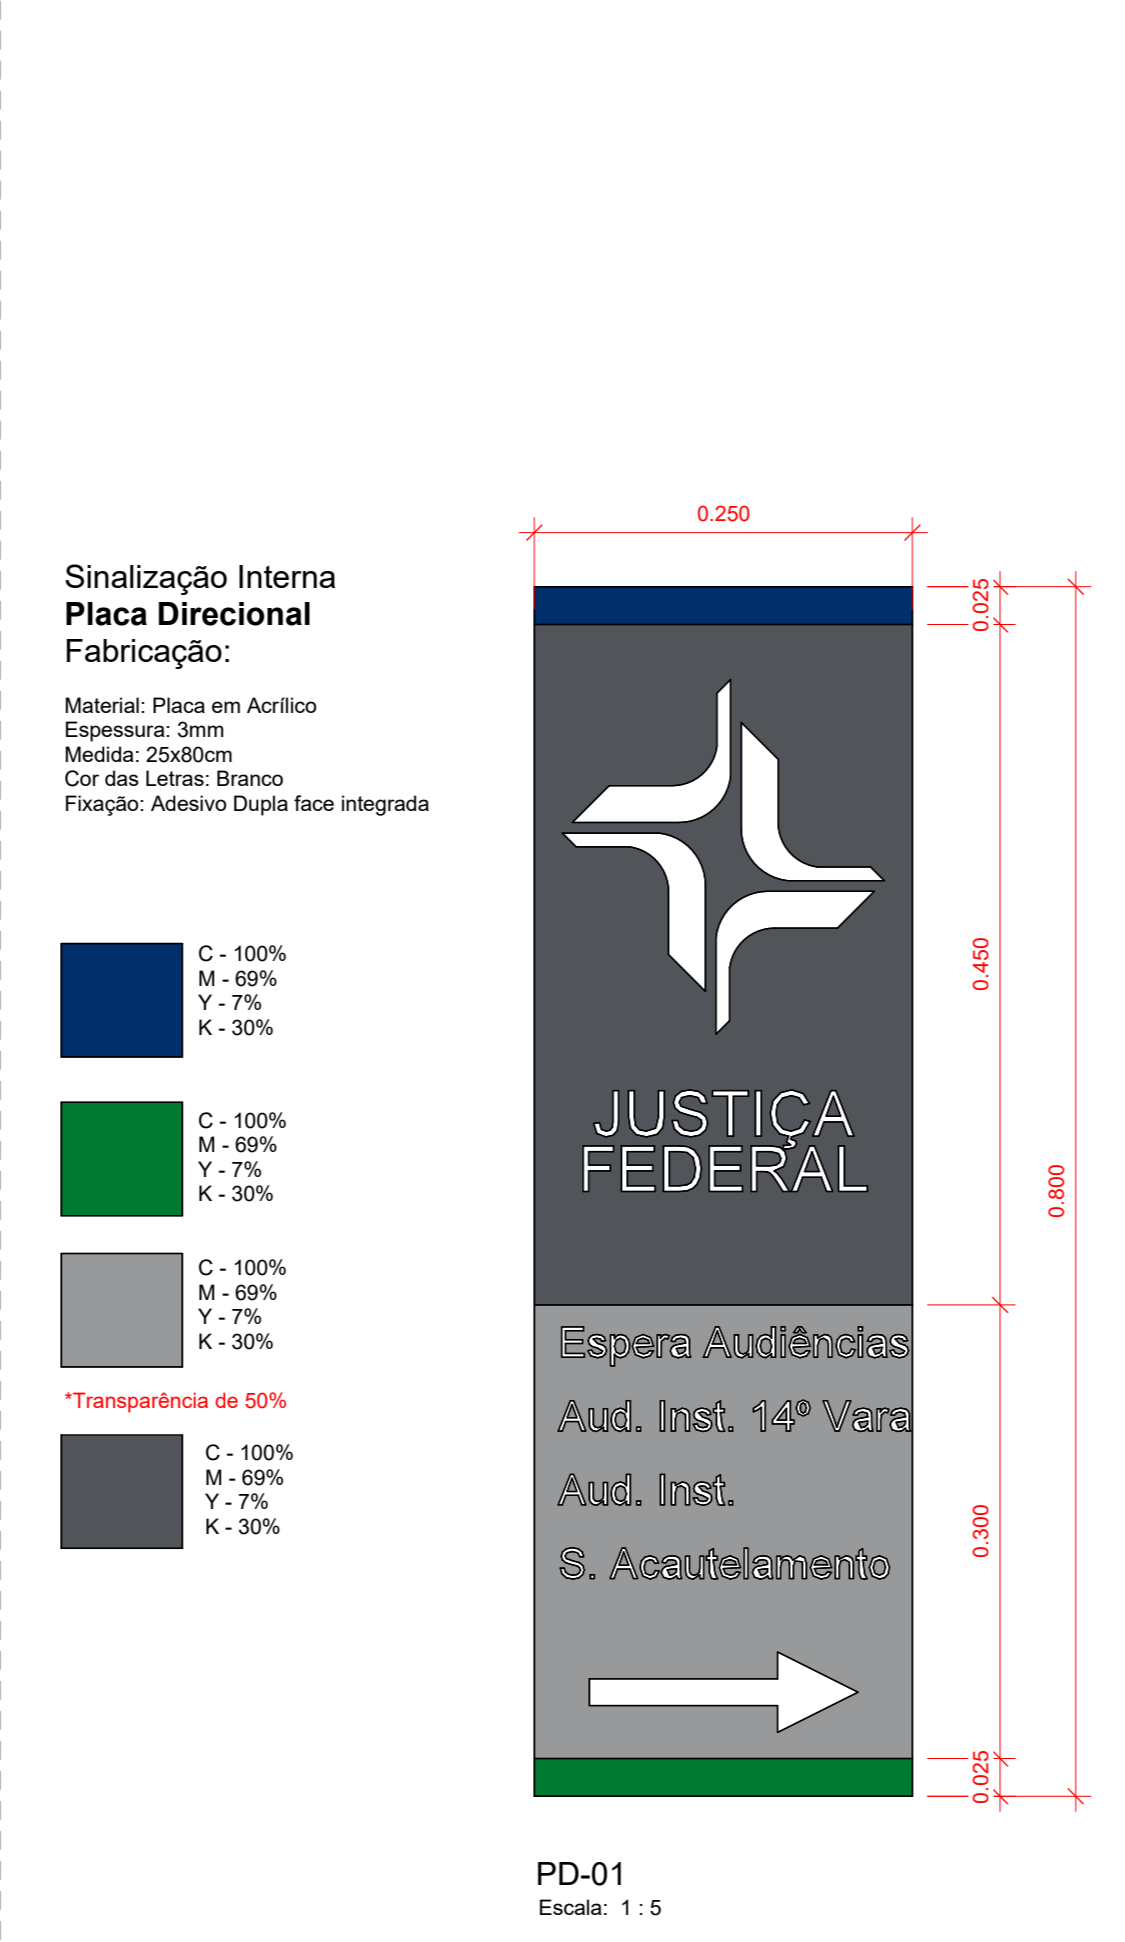 Sinalização Interna
Placa Direcional
Fabricação:
Material: Placa em Acrílico
Espessura: 3mm
Medida: 25x80cm
Cor das Letras: Branco
Fixação: Adesivo Dupla face integrada
C - 100%
M - 69%
Y - 7%
K - 30%
C - 100%
M - 69%
Y - 7%
K - 30%
C - 100%
M - 69%
Y - 7%
K - 30%
*Transparência de 50%
C - 100%
M - 69%
Y - 7%
K - 30%
0.250
0.025
0.450
0.800
0.300
0.025
JUSTIÇA
FEDERAL
Espera Audiências
Aud. Inst. 14º Vara
Aud. Inst.
S. Acautelamento
PD-01
Escala: 1 : 5